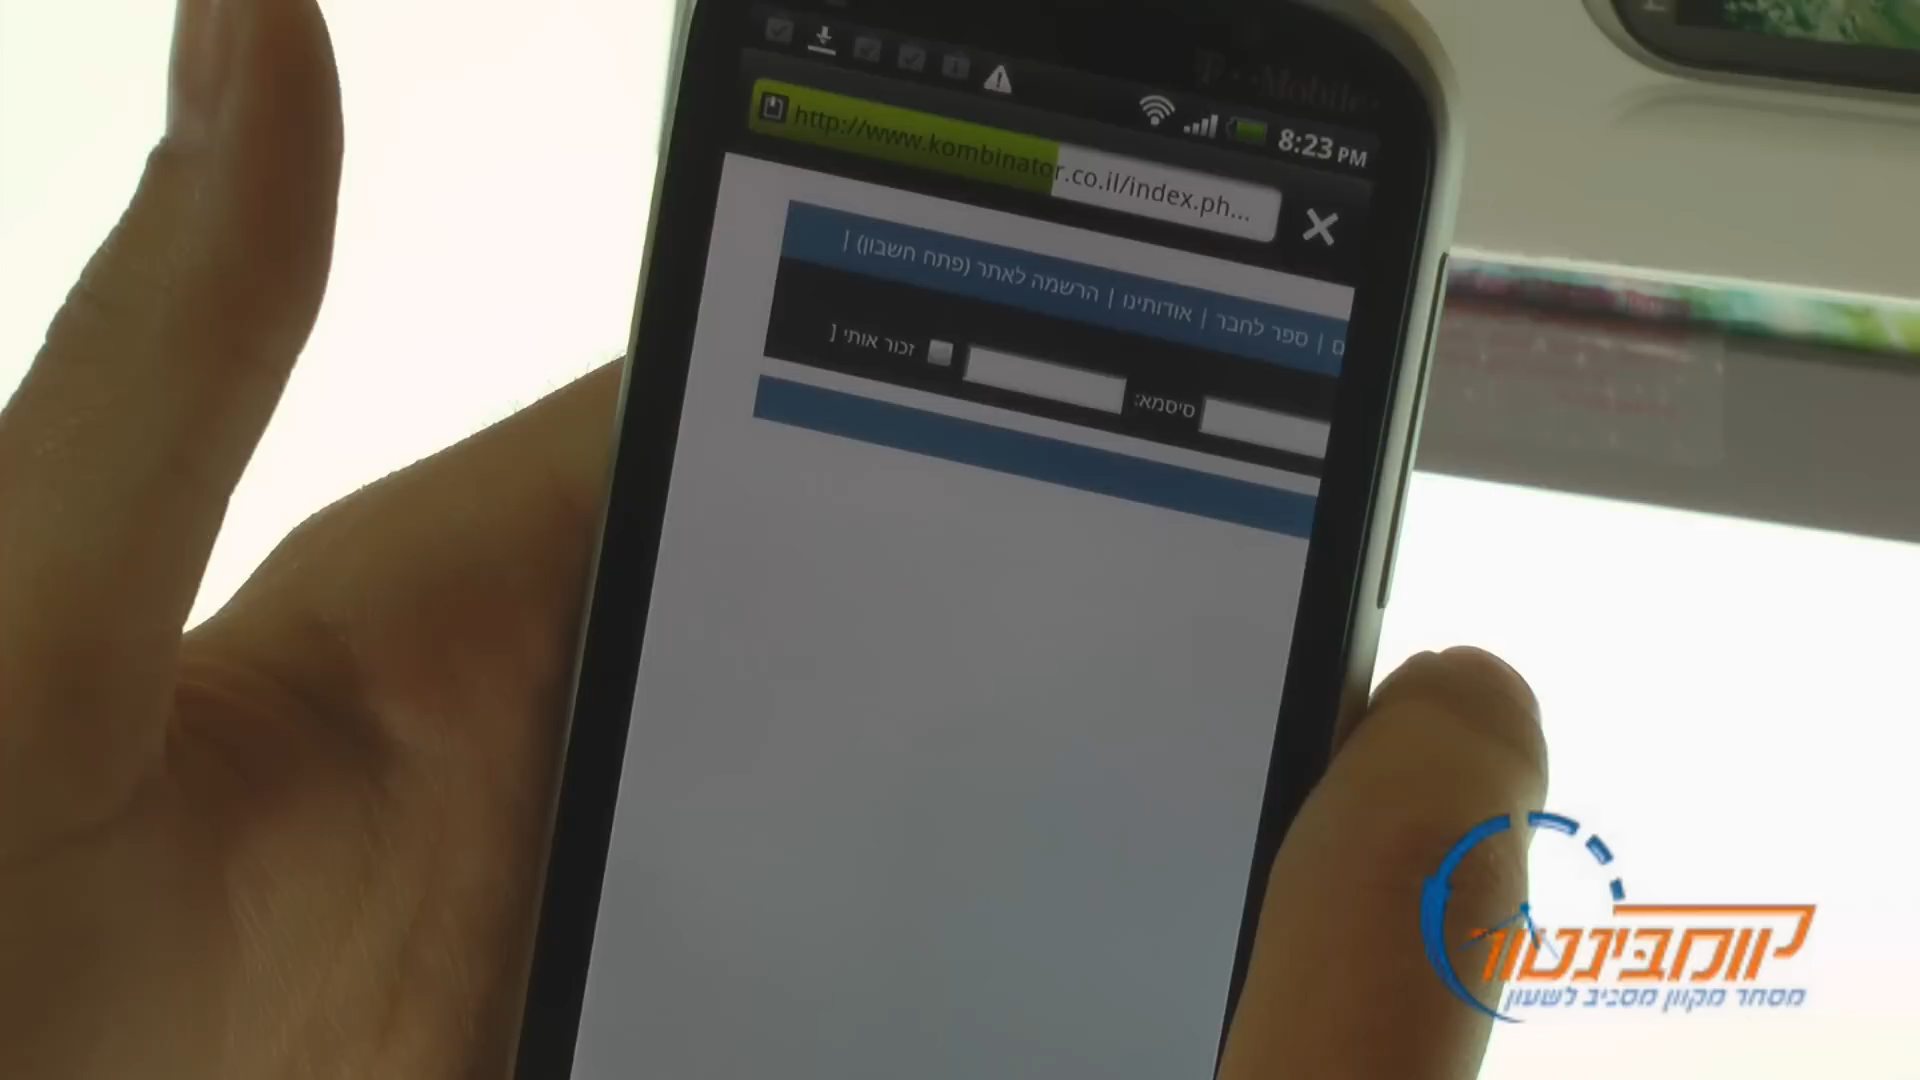 T··Mobile·
8:23 PM
http://www.kombinator.co.il/index.ph...
ם | ספר לחבר | אודותינו | הרשמה לאתר (פתח חשבון) |
סיסמא: זכור אותי [
קומבינטור
מסחר מקוון מסביב לשעון